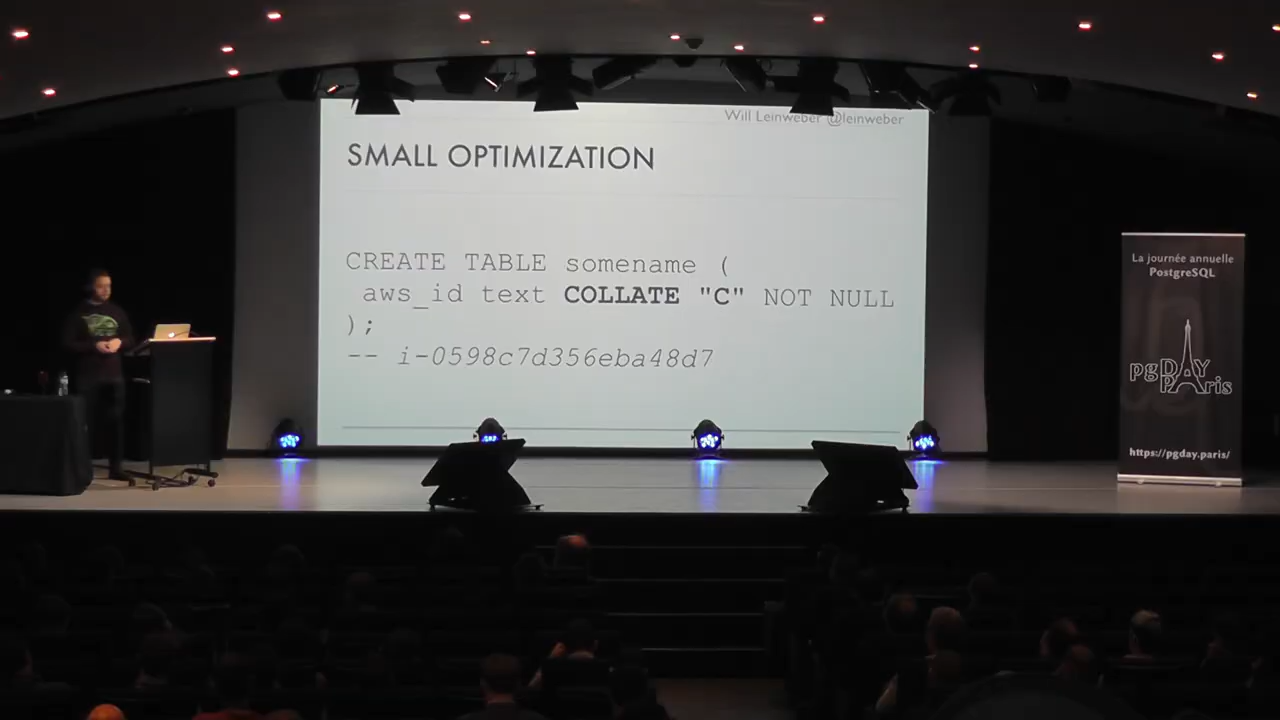 Will Leinweber @leinweber
SMALL OPTIMIZATION
CREATE TABLE somename (
aws_id text COLLATE "C" NOT NULL
);
-- i-0598c7d356eba48d7
La journée annuelle
PostgreSQL
pgDAY
PAris
https://pgday.paris/